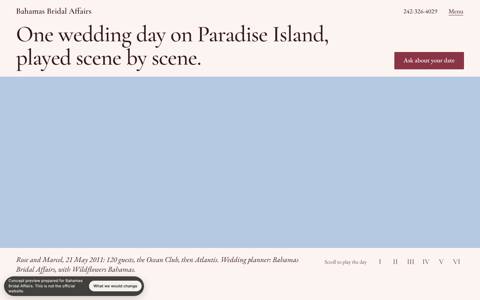 Bahamas Bridal Affairs
242-326-4029
Menu
One wedding day on Paradise Island,
played scene by scene.
Ask about your date
Rose and Marcel, 21 May 2011: 120 guests, the Ocean Club, then Atlantis. Wedding planner: Bahamas
Bridal Affairs, with Wildflowers Bahamas.
Scroll to play the day
I II III IV V VI
Concept preview prepared for Bahamas
Bridal Affairs. This is not the official
website.
What we would change